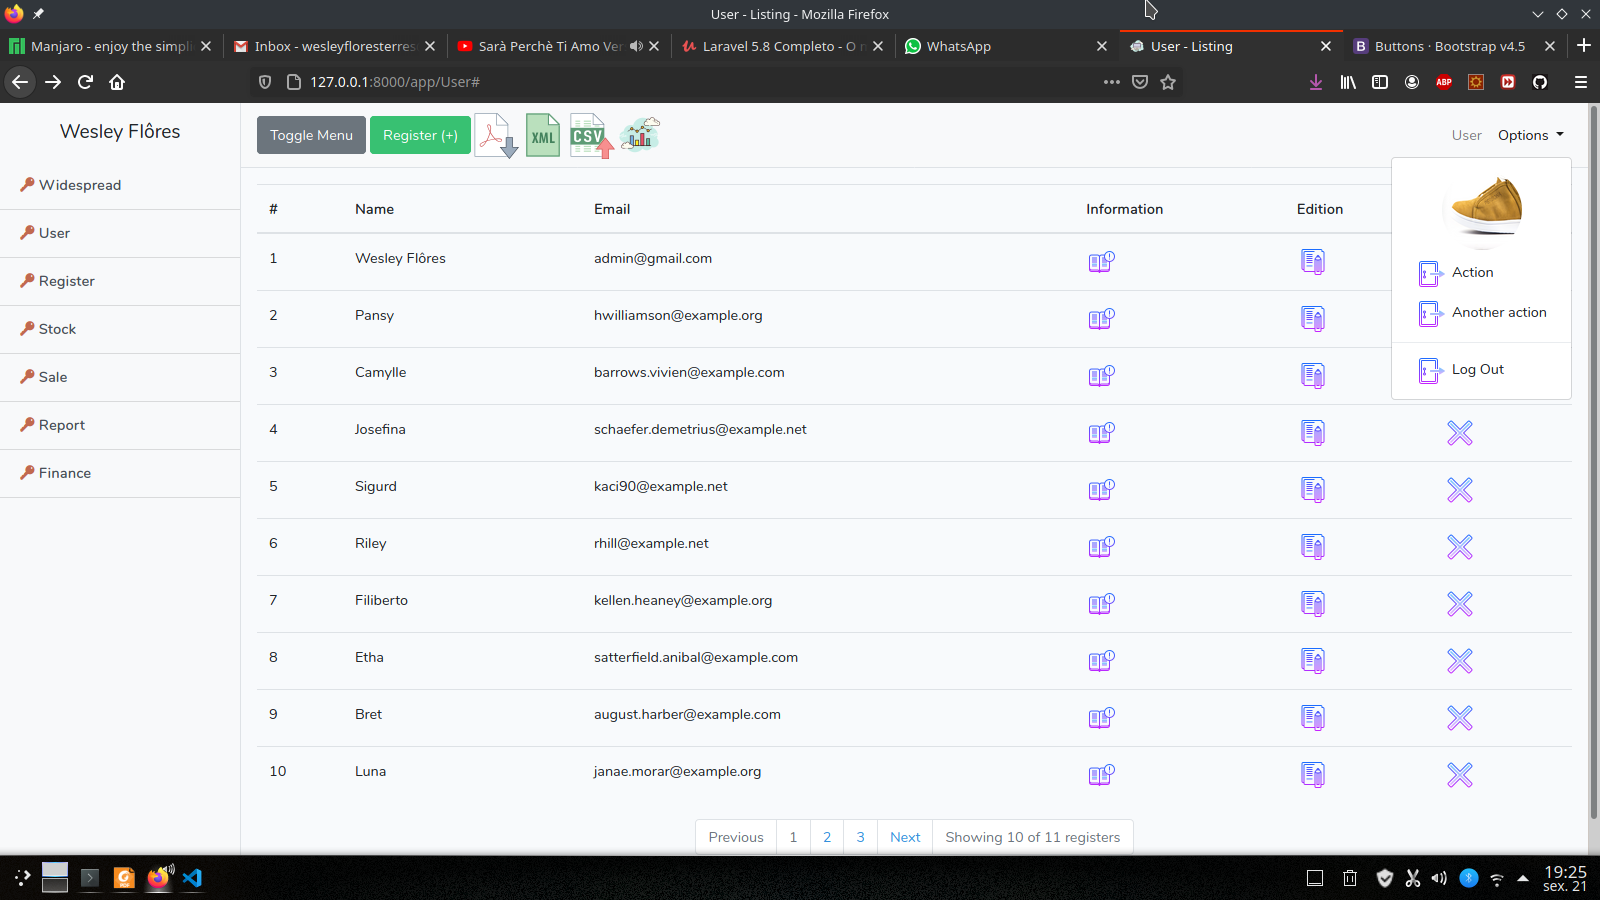 User - Listing - Mozilla Firefox
Manjaro - enjoy the simpli
Inbox - wesleyfloresterres
Sarà Perchè Ti Amo Ver
Laravel 5.8 Completo - O m
WhatsApp
User - Listing
Buttons · Bootstrap v4.5
127.0.0.1:8000/app/User#
ABP
Wesley Flôres
Toggle Menu
Register (+)
XML
CSV
User
Options
Widespread
User
Register
Stock
Sale
Report
Finance
# Name Email Information Edition
1 Wesley Flôres admin@gmail.com
2 Pansy hwilliamson@example.org
3 Camylle barrows.vivien@example.com
4 Josefina schaefer.demetrius@example.net
5 Sigurd kaci90@example.net
6 Riley rhill@example.net
7 Filiberto kellen.heaney@example.org
8 Etha satterfield.anibal@example.com
9 Bret august.harber@example.com
10 Luna janae.morar@example.org
Action
Another action
Log Out
Previous 1 2 3 Next Showing 10 of 11 registers
PDF
19:25
sex. 21